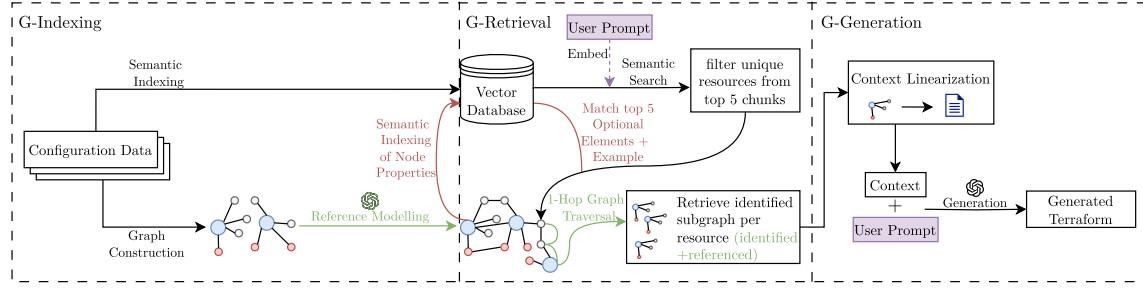 G-Indexing
Semantic
Indexing
Configuration Data
Graph
Construction
Reference Modelling
Semantic
Indexing
of Node
Properties
G-Retrieval
User Prompt
Embed
Semantic
Search
Vector
Database
filter unique
resources from
top 5 chunks
Match top 5
Optional
Elements +
Example
1-Hop Graph
Traversal
Retrieve identified
subgraph per
resource (identified
+referenced)
G-Generation
Context Linearization
Context
+
User Prompt
Generation
Generated
Terraform